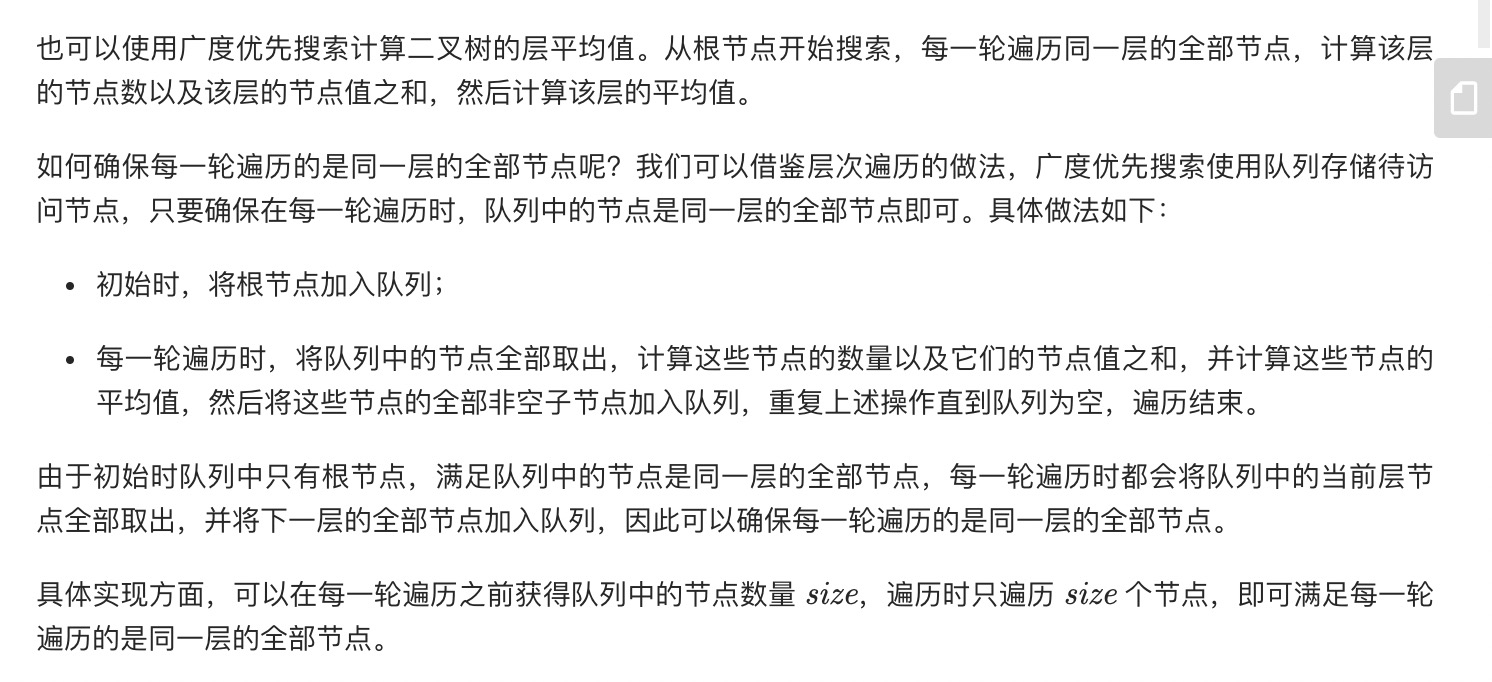 也可以使用广度优先搜索计算二叉树的层平均值。从根节点开始搜索，每一轮遍历同一层的全部节点，计算该层
的节点数以及该层的节点值之和，然后计算该层的平均值。
如何确保每一轮遍历的是同一层的全部节点呢？我们可以借鉴层次遍历的做法，广度优先搜索使用队列存储待访
问节点，只要确保在每一轮遍历时，队列中的节点是同一层的全部节点即可。具体做法如下：
• 初始时，将根节点加入队列；
• 每一轮遍历时，将队列中的节点全部取出，计算这些节点的数量以及它们的节点值之和，并计算这些节点的
平均值，然后将这些节点的全部非空子节点加入队列，重复上述操作直到队列为空，遍历结束。
由于初始时队列中只有根节点，满足队列中的节点是同一层的全部节点，每一轮遍历时都会将队列中的当前层节
点全部取出，并将下一层的全部节点加入队列，因此可以确保每一轮遍历的是同一层的全部节点。
具体实现方面，可以在每一轮遍历之前获得队列中的节点数量 size，遍历时只遍历 size 个节点，即可满足每一轮
遍历的是同一层的全部节点。